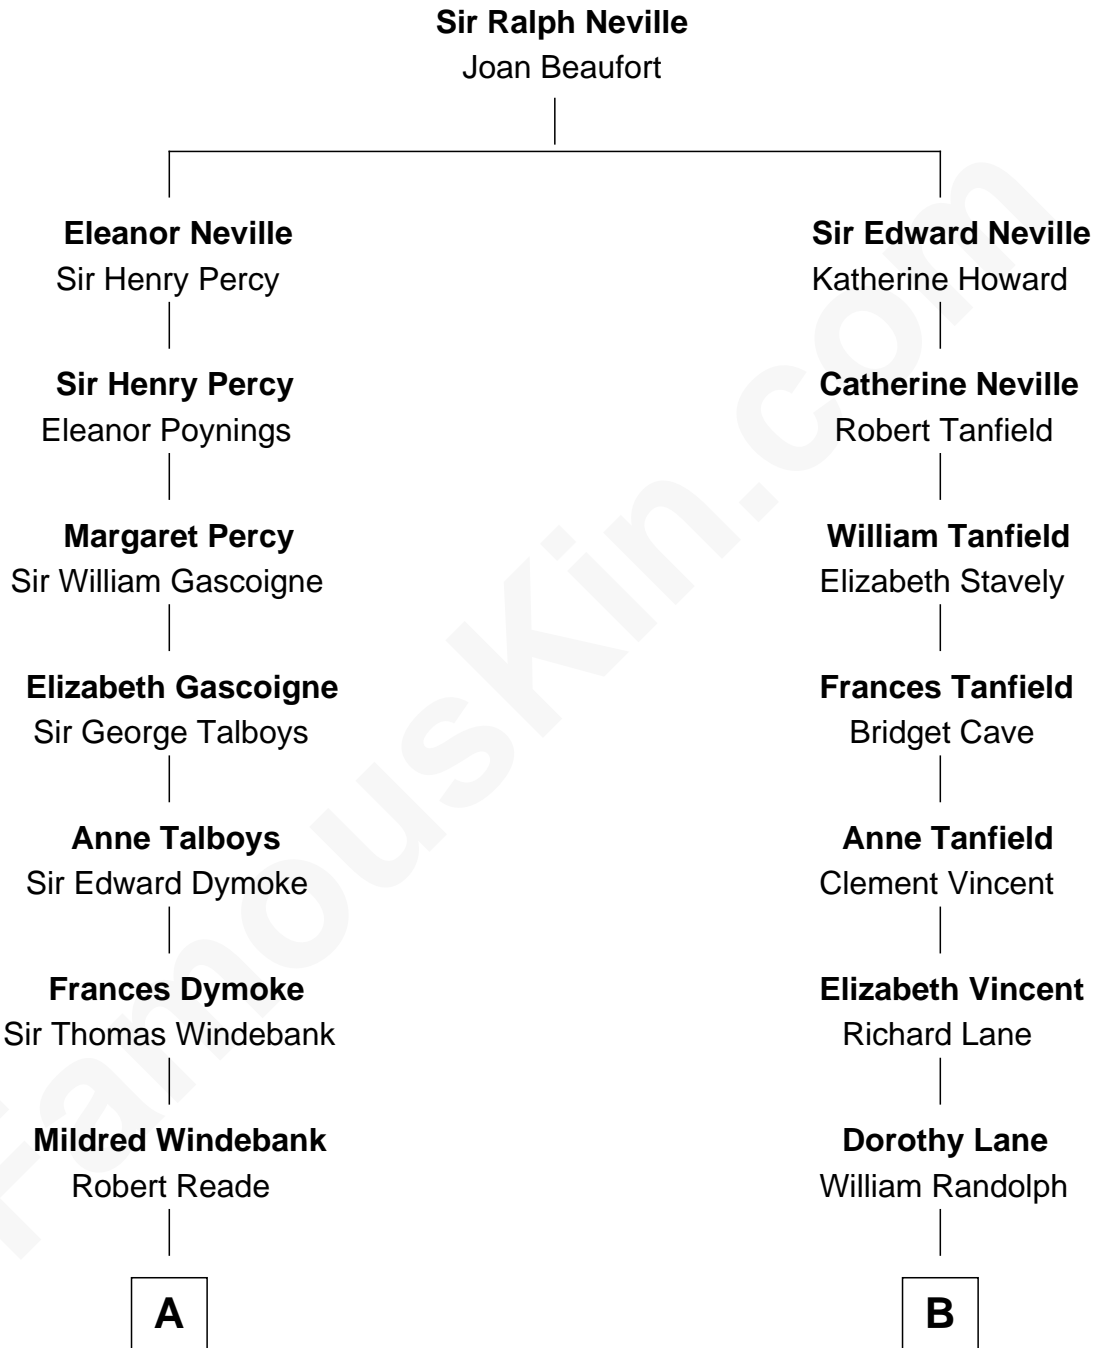 Sir Ralph Neville
Joan Beaufort
Eleanor Neville
Sir Henry Percy
Sir Edward Neville
Katherine Howard
Sir Henry Percy
Eleanor Poynings
Catherine Neville
Robert Tanfield
Margaret Percy
Sir William Gascoigne
William Tanfield
Elizabeth Stavely
Elizabeth Gascoigne
Sir George Talboys
Frances Tanfield
Bridget Cave
Anne Talboys
Sir Edward Dymoke
Anne Tanfield
Clement Vincent
Frances Dymoke
Sir Thomas Windebank
Elizabeth Vincent
Richard Lane
Mildred Windebank
Robert Reade
Dorothy Lane
William Randolph
A
B
FamousKin.com